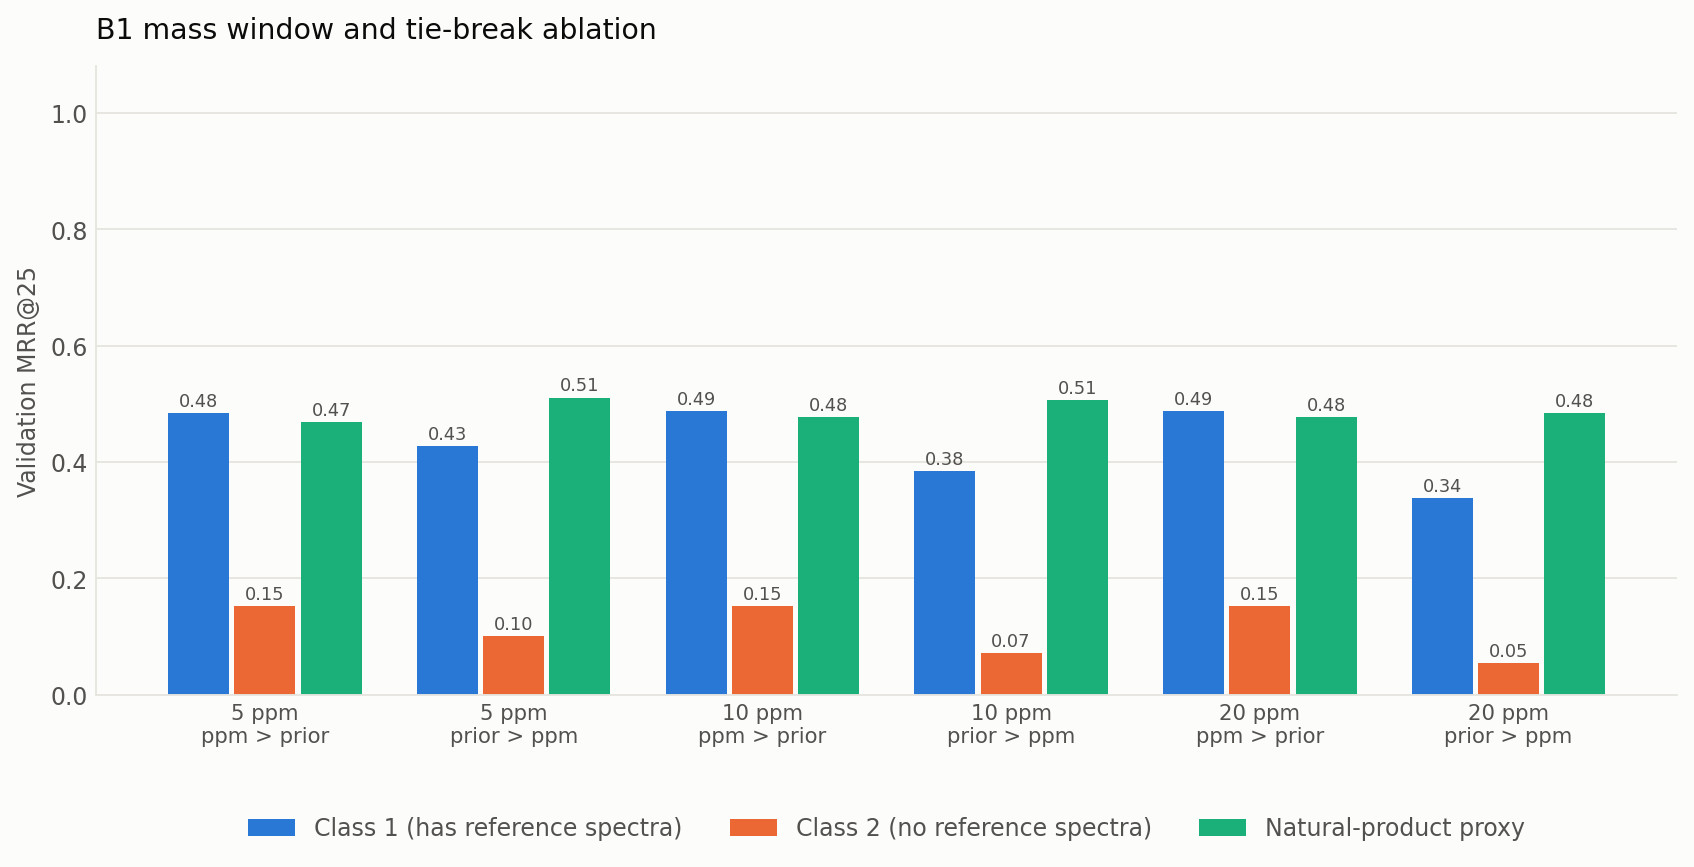 B1 mass window and tie-break ablation
Validation MRR@25
1.0
0.8
0.6
0.4
0.2
0.0
0.48
0.15
0.47
0.43
0.10
0.51
0.49
0.15
0.48
0.38
0.07
0.51
0.49
0.15
0.48
0.34
0.05
0.48
5 ppm
ppm > prior
5 ppm
prior > ppm
10 ppm
ppm > prior
10 ppm
prior > ppm
20 ppm
ppm > prior
20 ppm
prior > ppm
Class 1 (has reference spectra)
Class 2 (no reference spectra)
Natural-product proxy